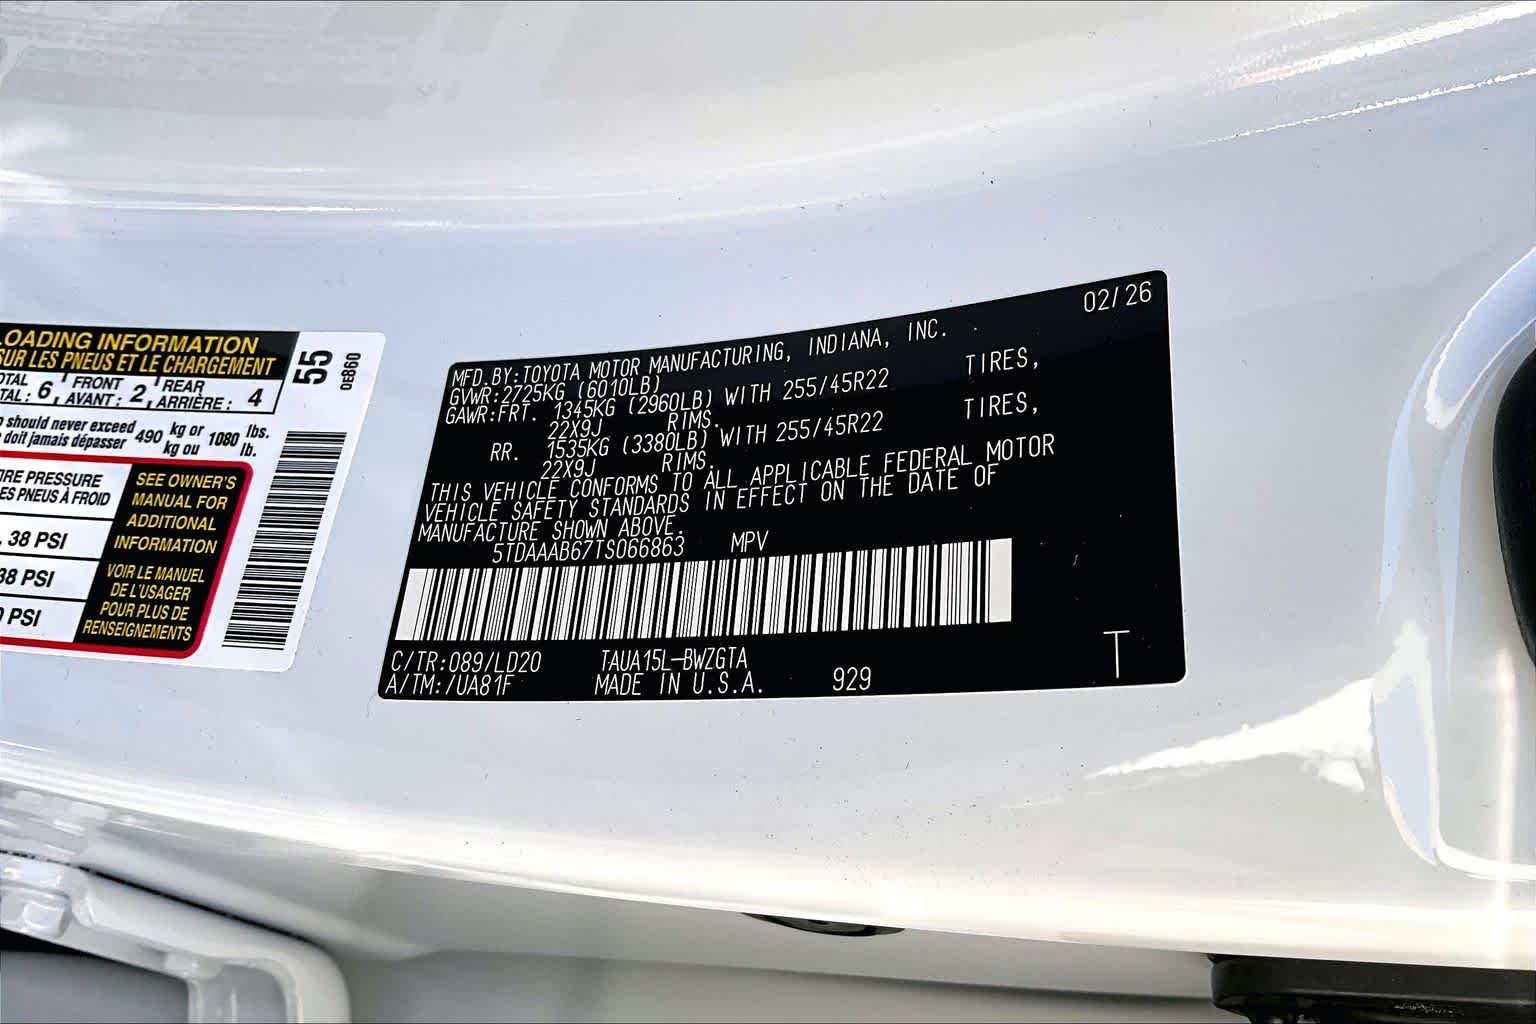 LOADING INFORMATION
SUR LES PNEUS ET LE CHARGEMENT
55
0E860
TOTAL : 6 FRONT AVANT : 2, REAR ARRIÈRE : 4
should never exceed 490 kg or 1080 lbs.
doit jamais dépasser kg ou lb.
PRESSURE
PNEUS À FROID
38 PSI
38 PSI
PSI
SEE OWNER'S
MANUAL FOR
ADDITIONAL
INFORMATION
VOIR LE MANUEL
DE L'USAGER
POUR PLUS DE
RENSEIGNEMENTS
02/26
MFD.BY:TOYOTA MOTOR MANUFACTURING, INDIANA, INC.
GVWR:2725KG (6010LB)
GAWR:FRT. 1345KG (2960LB) WITH 255/45R22 TIRES,
22X9J RIMS.
RR. 1535KG (3380LB) WITH 255/45R22 TIRES,
22X9J RIMS.
THIS VEHICLE CONFORMS TO ALL APPLICABLE FEDERAL MOTOR
VEHICLE SAFETY STANDARDS IN EFFECT ON THE DATE OF
MANUFACTURE SHOWN ABOVE.
5TDAAAB67TS066863 MPV
C/TR:089/LD20 TAUA15L-BWZGTA
A/TM:/UA81F MADE IN U.S.A. 929
T